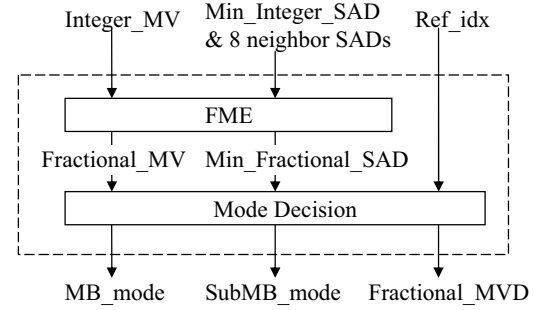 Integer_MV
Min_Integer_SAD
& 8 neighbor SADs
Ref_idx
FME
Fractional_MV
Min_Fractional_SAD
Mode Decision
MB_mode
SubMB_mode
Fractional_MVD